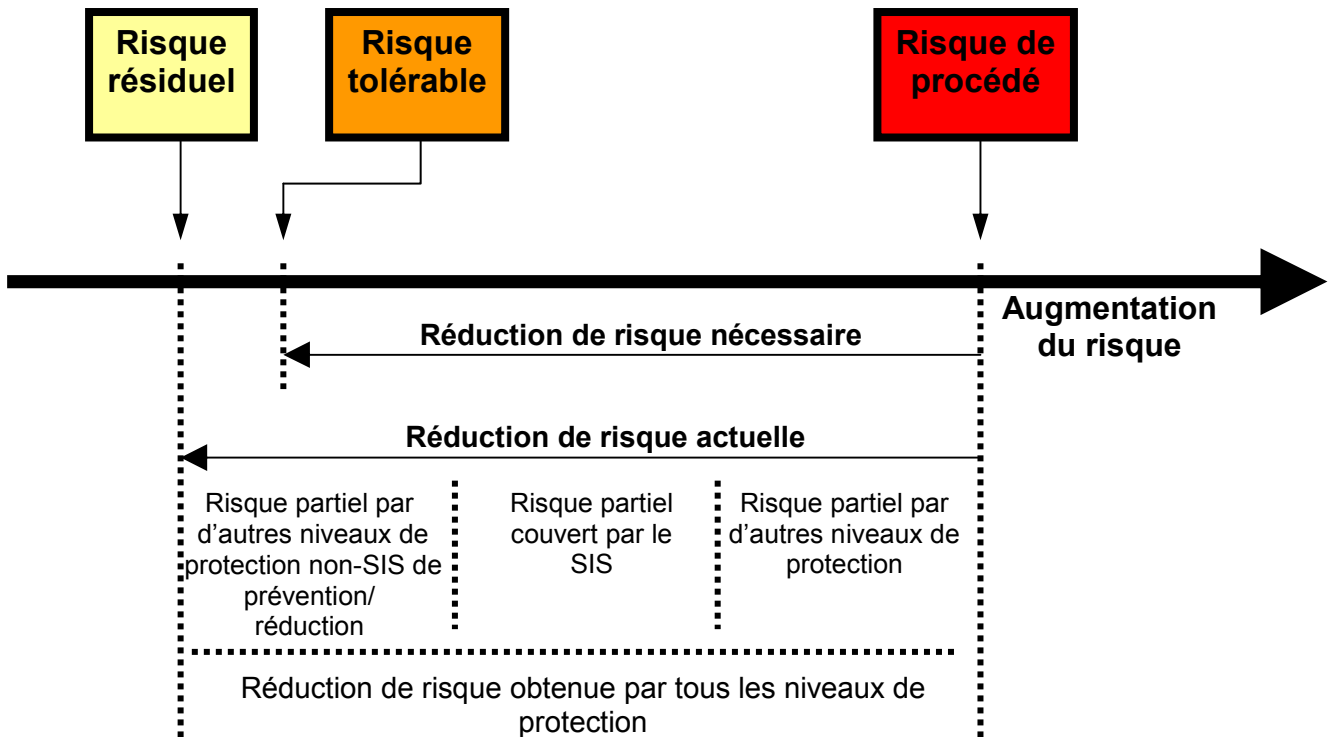 Risque
résiduel
Risque
tolérable
Risque de
procédé
Augmentation
du risque
Réduction de risque nécessaire
Réduction de risque actuelle
Risque partiel par
d’autres niveaux de
protection non-SIS de
prévention/
réduction
Risque partiel
couvert par le
SIS
Risque partiel par
d’autres niveaux de
protection
Réduction de risque obtenue par tous les niveaux de
protection